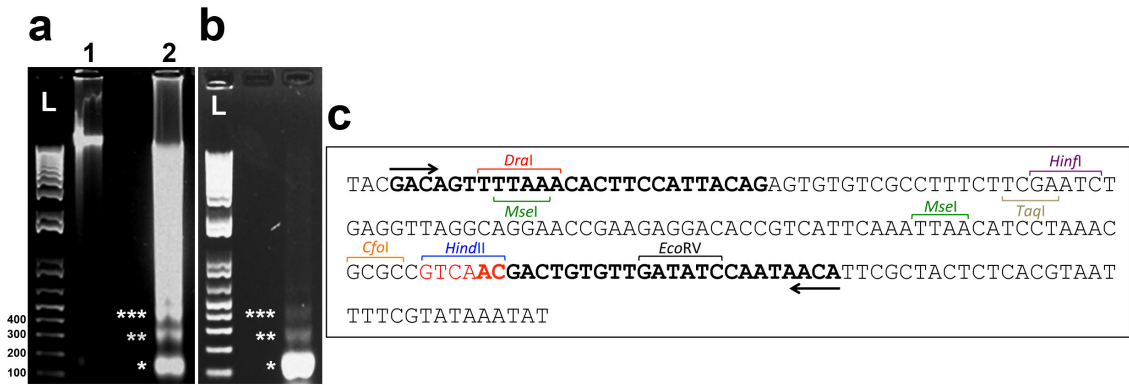 a
b
1
2
L
L
c
DraI
HinfI
TACGACAGTTTTAAACACTTCCATTACAGAGTGTGTCGCCTTTCTTCGAATCT
MseI
MseI
TaqI
GAGGTTAGGCAGGAACCGAAGAGGACACCGTCATTCAAATTAACATCCTAAAC
CfoI
HindII
EcoRV
GCGCCGTCAACGACTGTGTTGATATCCAATAACATTCGCTACTCTCACGTAAT
TTTCGTATAAATAT
400
***
***
300
**
**
200
100
*
*